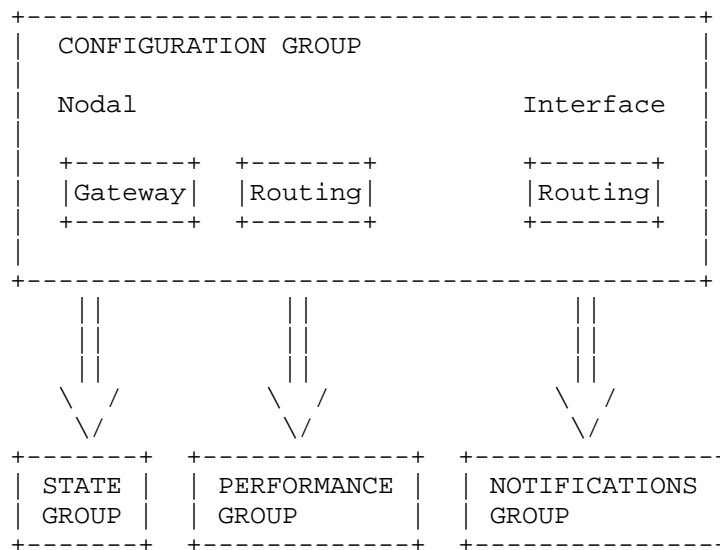 CONFIGURATION GROUP
Nodal Interface
Gateway Routing Routing
STATE PERFORMANCE NOTIFICATIONS
GROUP GROUP GROUP